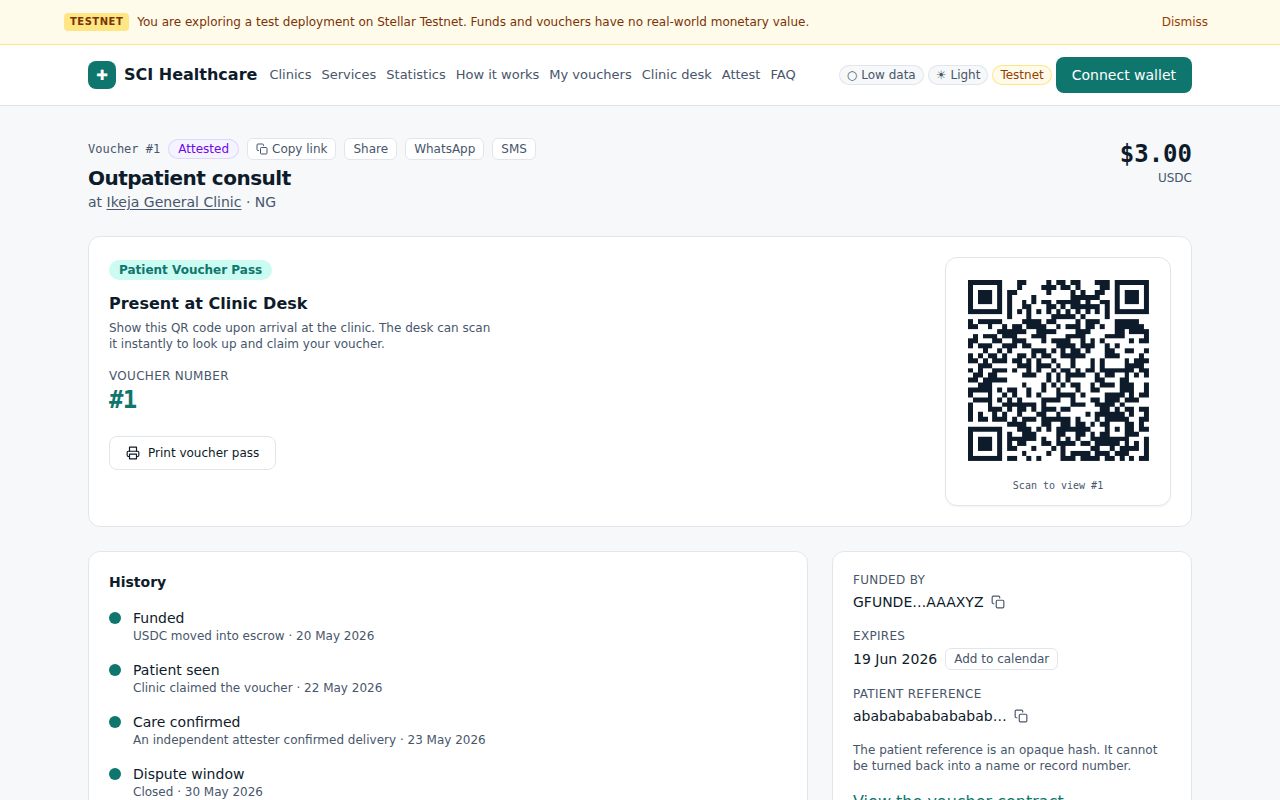 TESTNET You are exploring a test deployment on Stellar Testnet. Funds and vouchers have no real-world monetary value. Dismiss
SCI Healthcare Clinics Services Statistics How it works My vouchers Clinic desk Attest FAQ Low data Light Testnet Connect wallet
Voucher #1 Attested Copy link Share WhatsApp SMS
Outpatient consult
at Ikeja General Clinic · NG
$3.00
USDC
Patient Voucher Pass
Present at Clinic Desk
Show this QR code upon arrival at the clinic. The desk can scan
it instantly to look up and claim your voucher.
VOUCHER NUMBER
#1
Print voucher pass
Scan to view #1
History
Funded
USDC moved into escrow · 20 May 2026
Patient seen
Clinic claimed the voucher · 22 May 2026
Care confirmed
An independent attester confirmed delivery · 23 May 2026
Dispute window
Closed · 30 May 2026
FUNDED BY
GFUNDE…AAAXYZ
EXPIRES
19 Jun 2026 Add to calendar
PATIENT REFERENCE
abababababababab…
The patient reference is an opaque hash. It cannot
be turned back into a name or record number.
View the voucher contract